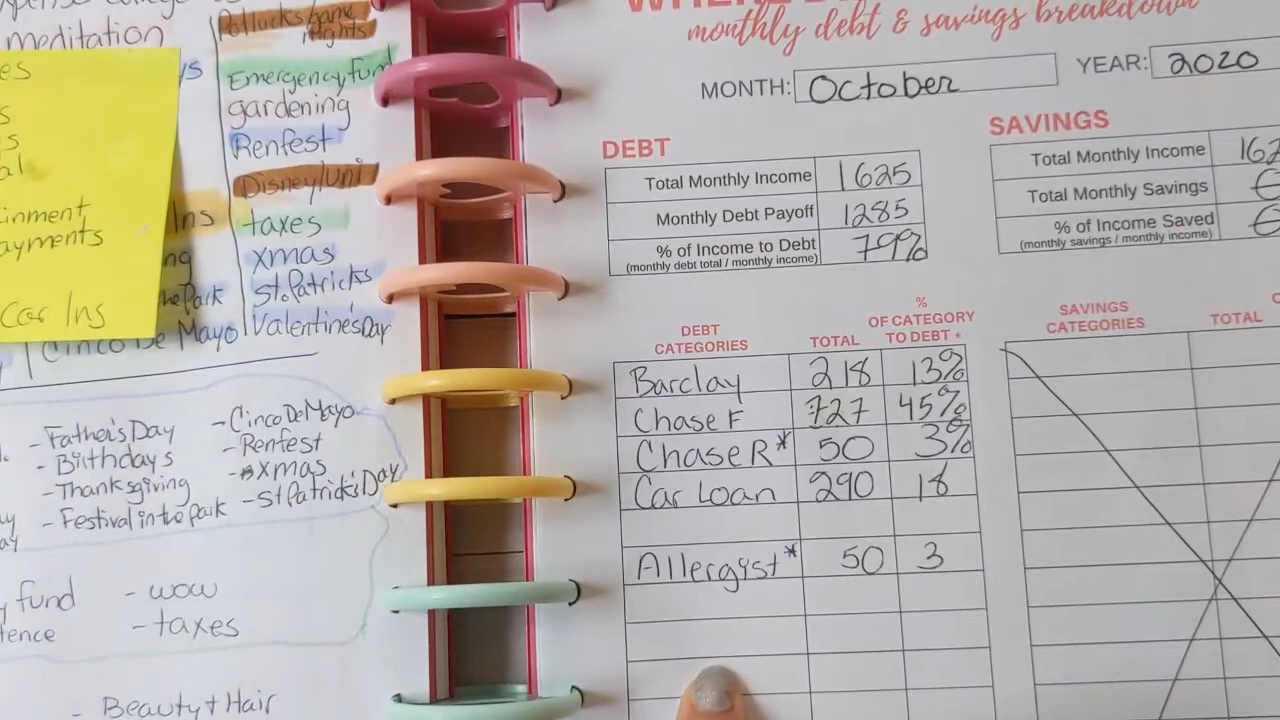 meditation
Potlucks/game
nights
Emergency fund
gardening
Renfest
Disney/Uni
Ins
taxes
xmas
St. Patricks
Valentine's Day
Cinco De Mayo
ayments
Car Ins
- Father's Day
- Birthdays
- Thanksgiving
- Festival in the park
- Cinco De Mayo
- Renfest
- xmas
- St Patrick's Day
fund
- wow
- taxes
- Beauty + Hair
monthly debt & savings breakdown
MONTH: October
YEAR: 2020
DEBT
Total Monthly Income 1625
Monthly Debt Payoff 1285
% of Income to Debt 79%
(monthly debt total / monthly income)
SAVINGS
Total Monthly Income 162
Total Monthly Savings
% of Income Saved
(monthly savings / monthly income)
DEBT CATEGORIES TOTAL % OF CATEGORY TO DEBT *
Barclay 218 13%
Chase F 727 45%
Chase R* 50 3%
Car Loan 290 18
Allergist* 50 3
SAVINGS CATEGORIES TOTAL